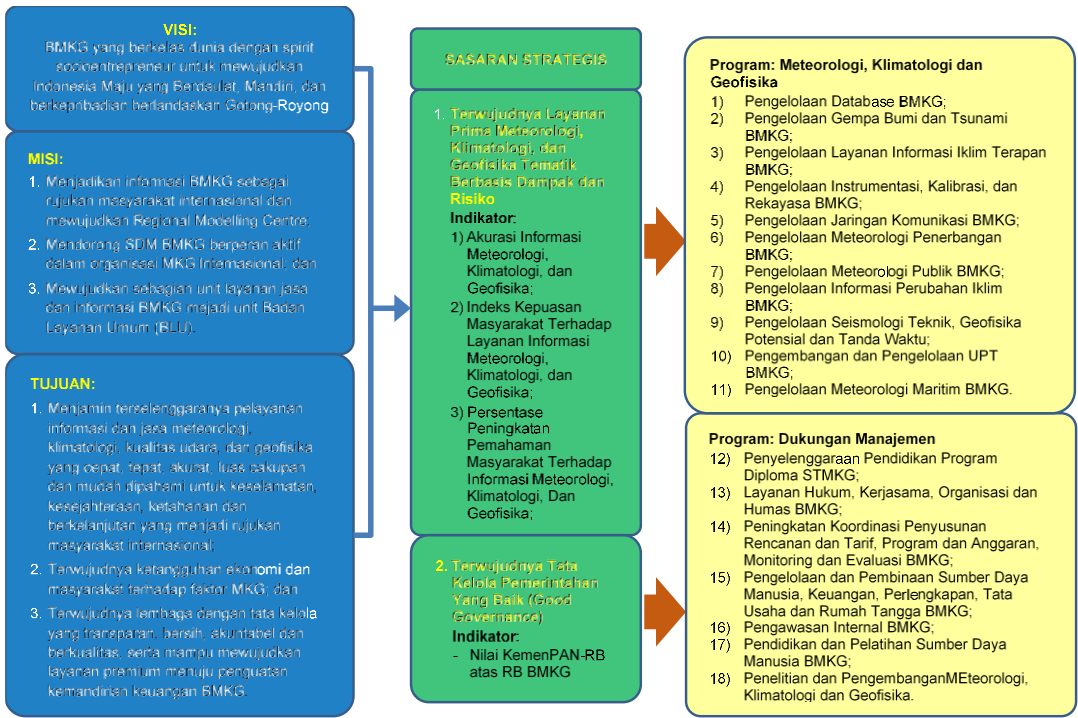 VISI:
BMKG yang berkelas dunia dengan spirit
socioentrepreneur untuk mewujudkan
Indonesia Maju yang Berdaulat, Mandiri, dan
berkepribadian berlandaskan Gotong-Royong
MISI:
1. Menjadikan informasi BMKG sebagai
rujukan masyarakat internasional dan
mewujudkan Regional Modelling Centre;
2. Mendorong SDM BMKG berperan aktif
dalam organisasi MKG Internasional; dan
3. Mewujudkan sebagian unit layanan jasa
dan informasi BMKG mejadi unit Badan
Layanan Umum (BLU).
TUJUAN:
1. Menjamin terselenggaranya pelayanan
informasi dan jasa meteorologi,
klimatologi, kualitas udara, dan geofisika
yang cepat, tepat, akurat, luas cakupan
dan mudah dipahami untuk keselamatan,
kesejahteraan, ketahanan dan
berkelanjutan yang menjadi rujukan
masyarakat internasional;
2. Terwujudnya ketangguhan ekonomi dan
masyarakat terhadap faktor MKG; dan
3. Terwujudnya lembaga dengan tata kelola
yang transparan, bersih, akuntabel dan
berkualitas, serta mampu mewujudkan
layanan premium menuju penguatan
kemandirian keuangan BMKG.
SASARAN STRATEGIS
1. Terwujudnya Layanan
Prima Meteorologi,
Klimatologi, dan
Geofisika Tematik
Berbasis Dampak dan
Risiko
Indikator:
1) Akurasi Informasi
Meteorologi,
Klimatologi, dan
Geofisika;
2) Indeks Kepuasan
Masyarakat Terhadap
Layanan Informasi
Meteorologi,
Klimatologi, dan
Geofisika;
3) Persentase
Peningkatan
Pemahaman
Masyarakat Terhadap
Informasi Meteorologi,
Klimatologi, Dan
Geofisika;
2. Terwujudnya Tata
Kelola Pemerintahan
Yang Baik (Good
Governance)
Indikator:
- Nilai KemenPAN-RB
atas RB BMKG
Program: Meteorologi, Klimatologi dan
Geofisika
1) Pengelolaan Database BMKG;
2) Pengelolaan Gempa Bumi dan Tsunami
BMKG;
3) Pengelolaan Layanan Informasi Iklim Terapan
BMKG;
4) Pengelolaan Instrumentasi, Kalibrasi, dan
Rekayasa BMKG;
5) Pengelolaan Jaringan Komunikasi BMKG;
6) Pengelolaan Meteorologi Penerbangan
BMKG;
7) Pengelolaan Meteorologi Publik BMKG;
8) Pengelolaan Informasi Perubahan Iklim
BMKG;
9) Pengelolaan Seismologi Teknik, Geofisika
Potensial dan Tanda Waktu;
10) Pengembangan dan Pengelolaan UPT
BMKG;
11) Pengelolaan Meteorologi Maritim BMKG.
Program: Dukungan Manajemen
12) Penyelenggaraan Pendidikan Program
Diploma STMKG;
13) Layanan Hukum, Kerjasama, Organisasi dan
Humas BMKG;
14) Peningkatan Koordinasi Penyusunan
Rencanan dan Tarif, Program dan Anggaran,
Monitoring dan Evaluasi BMKG;
15) Pengelolaan dan Pembinaan Sumber Daya
Manusia, Keuangan, Perlengkapan, Tata
Usaha dan Rumah Tangga BMKG;
16) Pengawasan Internal BMKG;
17) Pendidikan dan Pelatihan Sumber Daya
Manusia BMKG;
18) Penelitian dan PengembanganMEteorologi,
Klimatologi dan Geofisika.